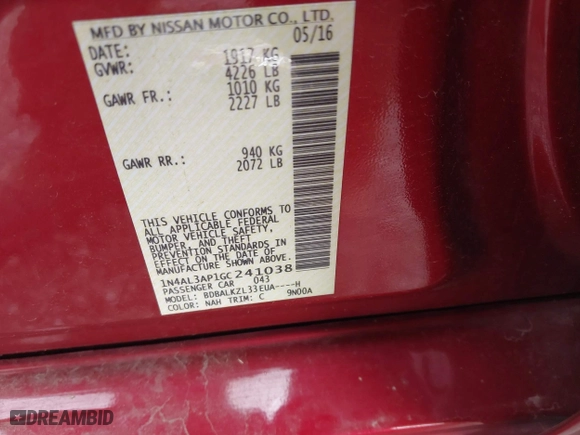 MFD BY NISSAN MOTOR CO., LTD.
DATE: 05/16
GVWR: 1917 KG
4226 LB
GAWR FR.: 1010 KG
2227 LB
GAWR RR.: 940 KG
2072 LB
THIS VEHICLE CONFORMS TO
ALL APPLICABLE FEDERAL
MOTOR VEHICLE SAFETY,
BUMPER, AND THEFT
PREVENTION STANDARDS IN
EFFECT ON THE DATE OF
MANUFACTURE SHOWN ABOVE.
1N4AL3AP1GC241038
PASSENGER CAR 043
MODEL: BDBALKZL33EUA----H
COLOR: NAH TRIM: C 9N00A
DREAMBID